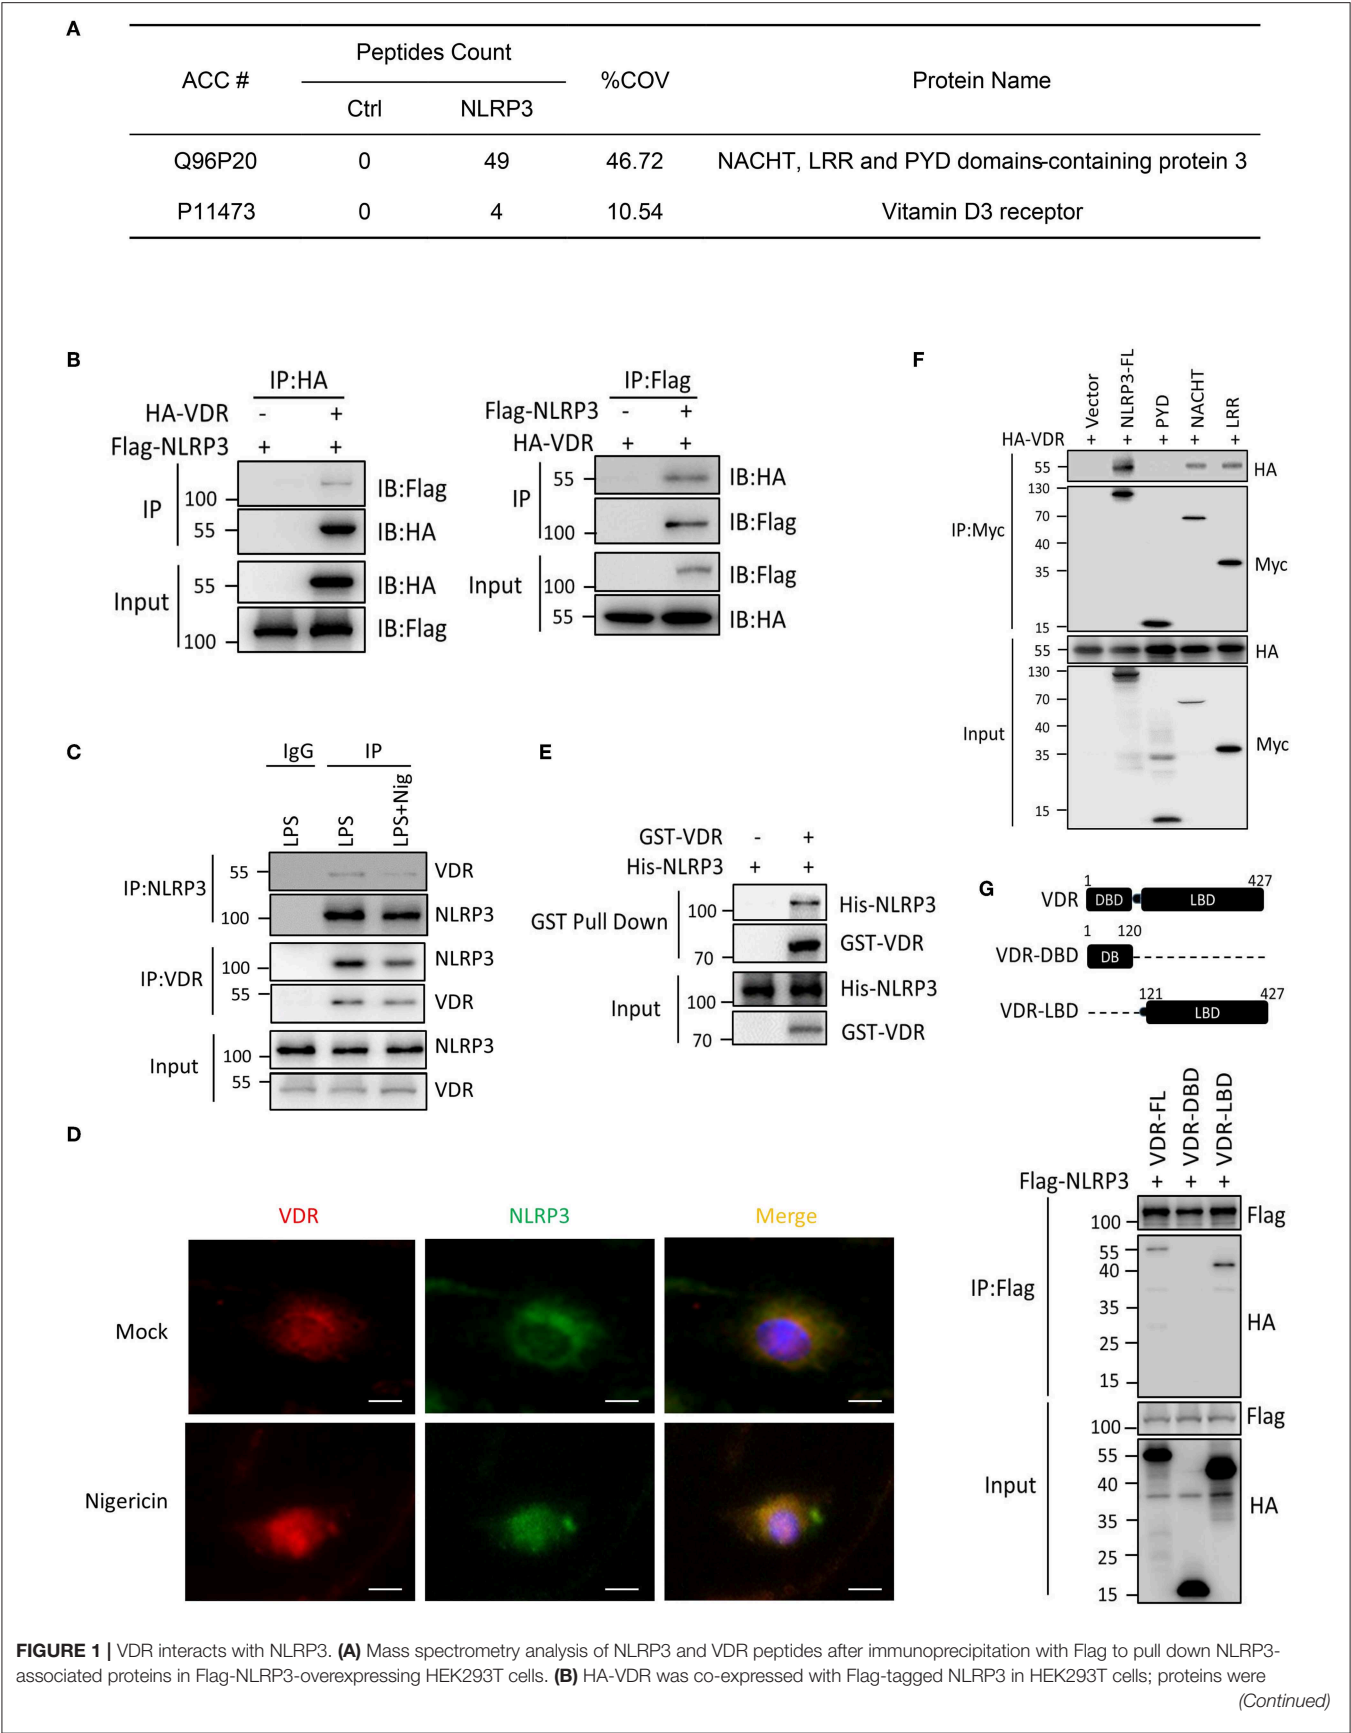 A
Peptides Count
ACC # %COV Protein Name
Ctrl NLRP3
Q96P20 0 49 46.72 NACHT, LRR and PYD domains-containing protein 3
P11473 0 4 10.54 Vitamin D3 receptor
B
IP:HA
HA-VDR - +
Flag-NLRP3 + +
IP
100 IB:Flag
55 IB:HA
Input
55 IB:HA
100 IB:Flag
IP:Flag
Flag-NLRP3 - +
HA-VDR + +
IP
55 IB:HA
100 IB:Flag
Input
100 IB:Flag
55 IB:HA
F
Vector
NLRP3-FL
PYD
NACHT
LRR
HA-VDR + + + + +
IP:Myc
55 HA
130
70
40
35
15
Myc
Input
55 HA
130
70
40
35
15
Myc
C
IgG IP
LPS
LPS
LPS+Nig
IP:NLRP3
55 VDR
100 NLRP3
IP:VDR
100 NLRP3
55 VDR
Input
100 NLRP3
55 VDR
E
GST-VDR - +
His-NLRP3 + +
GST Pull Down
100 His-NLRP3
70 GST-VDR
Input
100 His-NLRP3
70 GST-VDR
G
1 427
VDR DBD LBD
1 120
VDR-DBD DB
121 427
VDR-LBD LBD
VDR-FL
VDR-DBD
VDR-LBD
Flag-NLRP3 + + +
IP:Flag
100 Flag
55
40
35
25
15
HA
Input
100 Flag
55
40
35
25
15
HA
D
VDR NLRP3 Merge
Mock
Nigericin
FIGURE 1 | VDR interacts with NLRP3. (A) Mass spectrometry analysis of NLRP3 and VDR peptides after immunoprecipitation with Flag to pull down NLRP3-
associated proteins in Flag-NLRP3-overexpressing HEK293T cells. (B) HA-VDR was co-expressed with Flag-tagged NLRP3 in HEK293T cells; proteins were
(Continued)